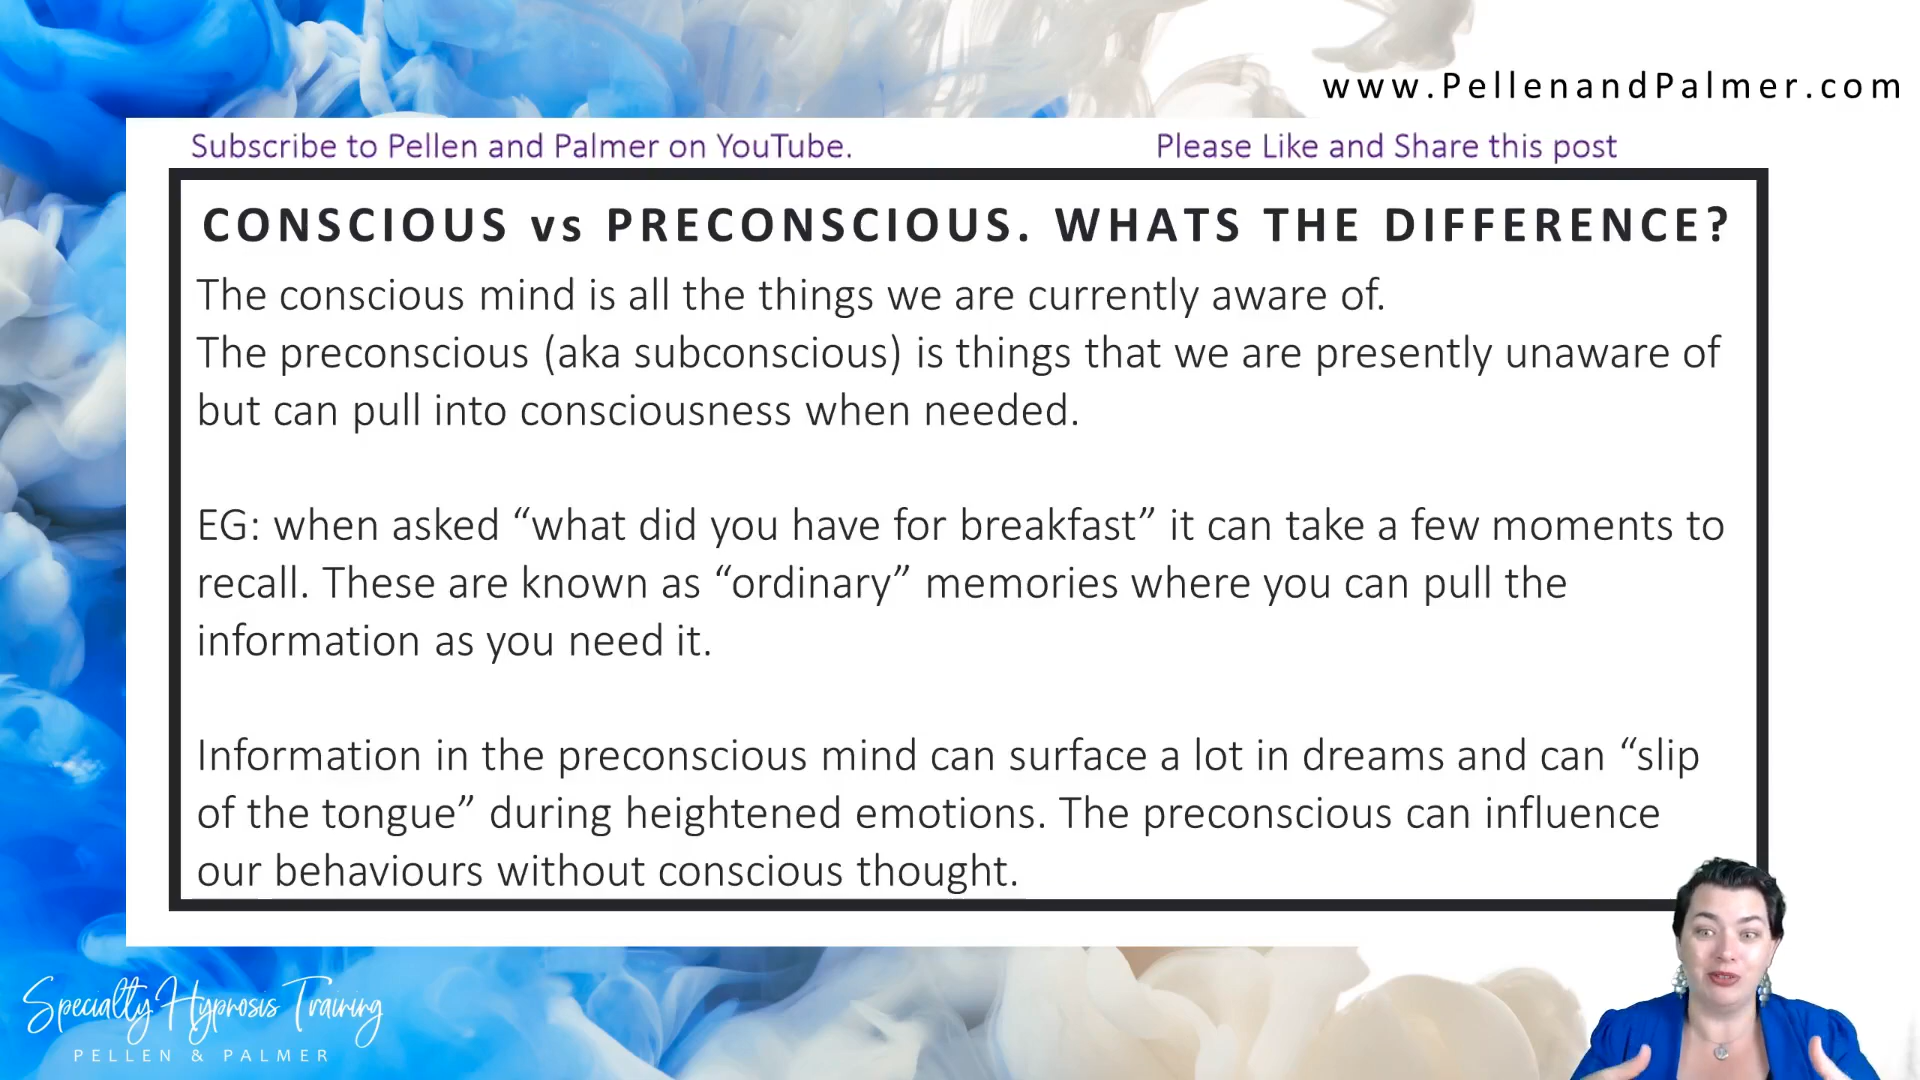 www.PellenandPalmer.com
Subscribe to Pellen and Palmer on YouTube. Please Like and Share this post
CONSCIOUS vs PRECONSCIOUS. WHATS THE DIFFERENCE?
The conscious mind is all the things we are currently aware of.
The preconscious (aka subconscious) is things that we are presently unaware of
but can pull into consciousness when needed.
EG: when asked “what did you have for breakfast” it can take a few moments to
recall. These are known as “ordinary” memories where you can pull the
information as you need it.
Information in the preconscious mind can surface a lot in dreams and can “slip
of the tongue” during heightened emotions. The preconscious can influence
our behaviours without conscious thought.
Specialty Hypnosis Training
PELLEN & PALMER